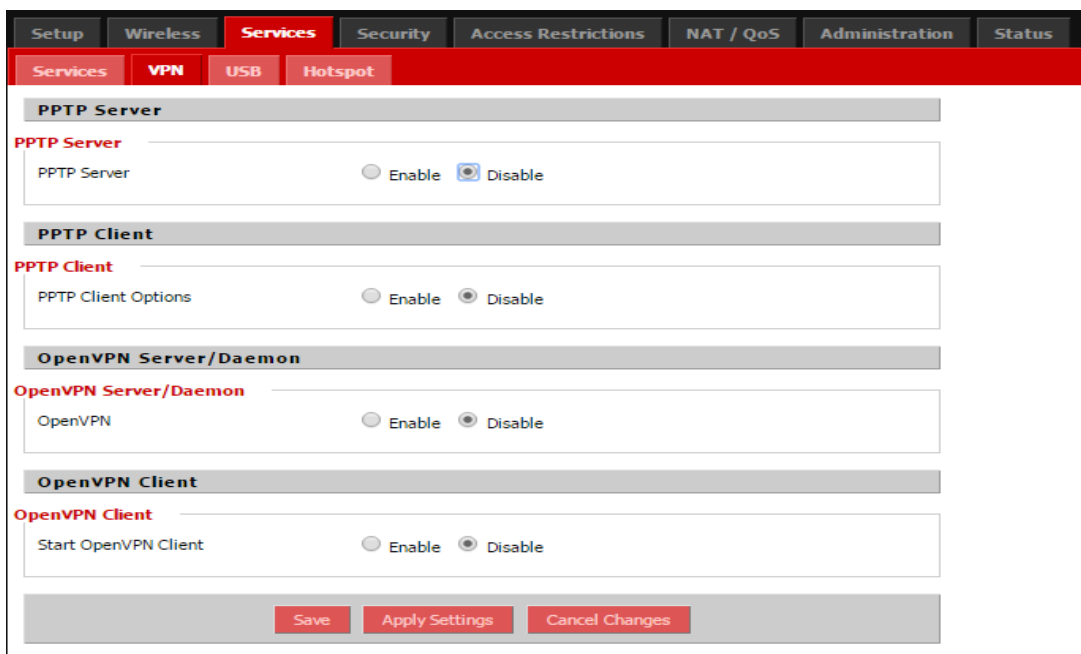 Setup Wireless Services Security Access Restrictions NAT / QoS Administration Status
Services VPN USB Hotspot
PPTP Server
PPTP Server
PPTP Server Enable Disable
PPTP Client
PPTP Client
PPTP Client Options Enable Disable
OpenVPN Server/Daemon
OpenVPN Server/Daemon
OpenVPN Enable Disable
OpenVPN Client
OpenVPN Client
Start OpenVPN Client Enable Disable
Save Apply Settings Cancel Changes